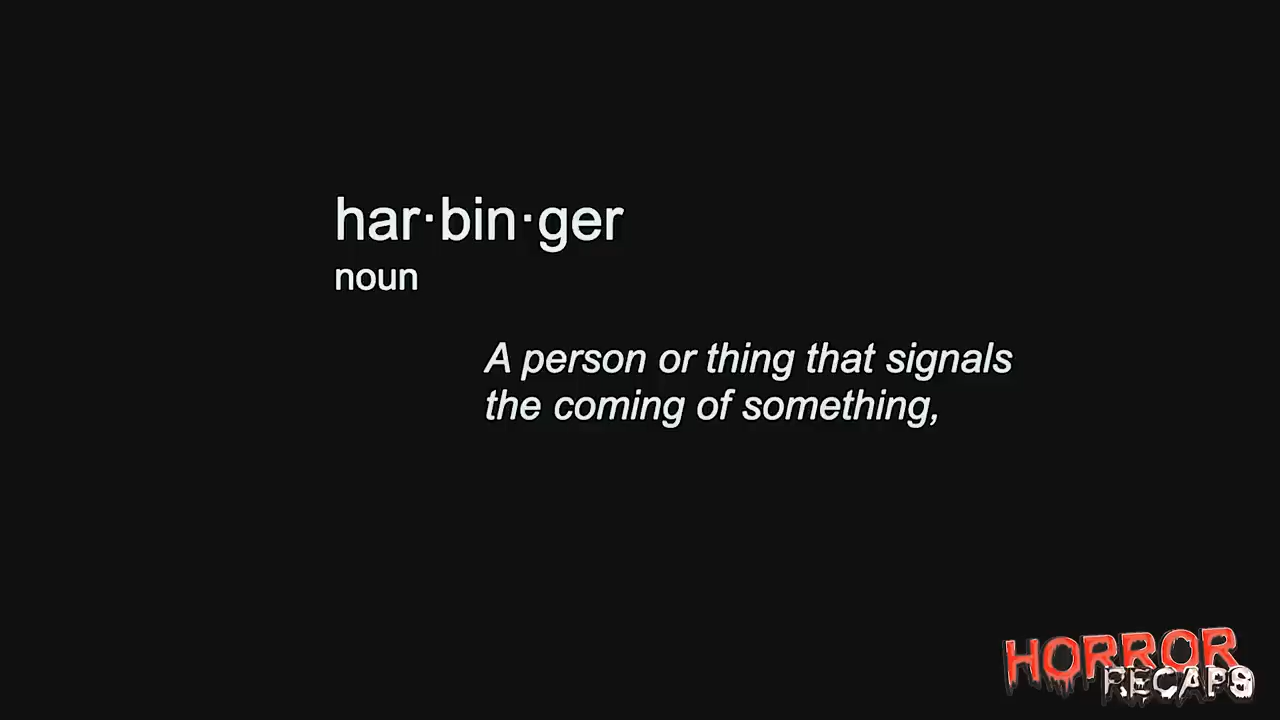 har·bin·ger
noun
A person or thing that signals
the coming of something,
HORROR
RECAPS